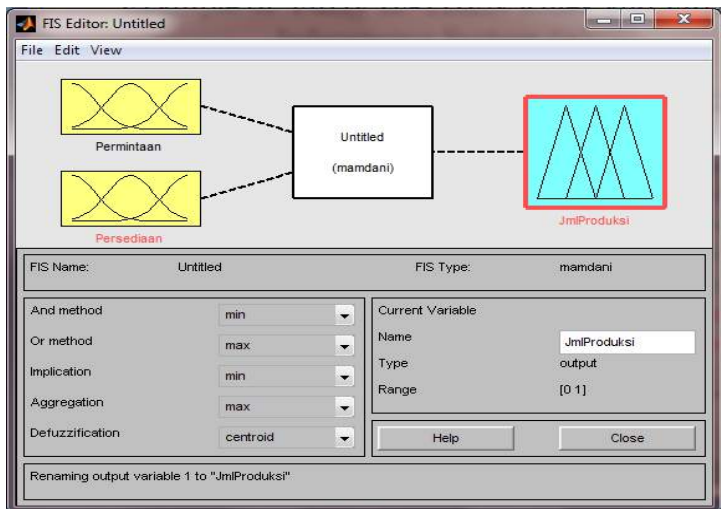 FIS Editor: Untitled
File Edit View
Permintaan
Untitled
(mamdani)
Persediaan
JmlProduksi
FIS Name: Untitled FIS Type: mamdani
And method min
Or method max
Implication min
Aggregation max
Defuzzification centroid
Current Variable
Name JmlProduksi
Type output
Range [0 1]
Help Close
Renaming output variable 1 to "JmlProduksi"